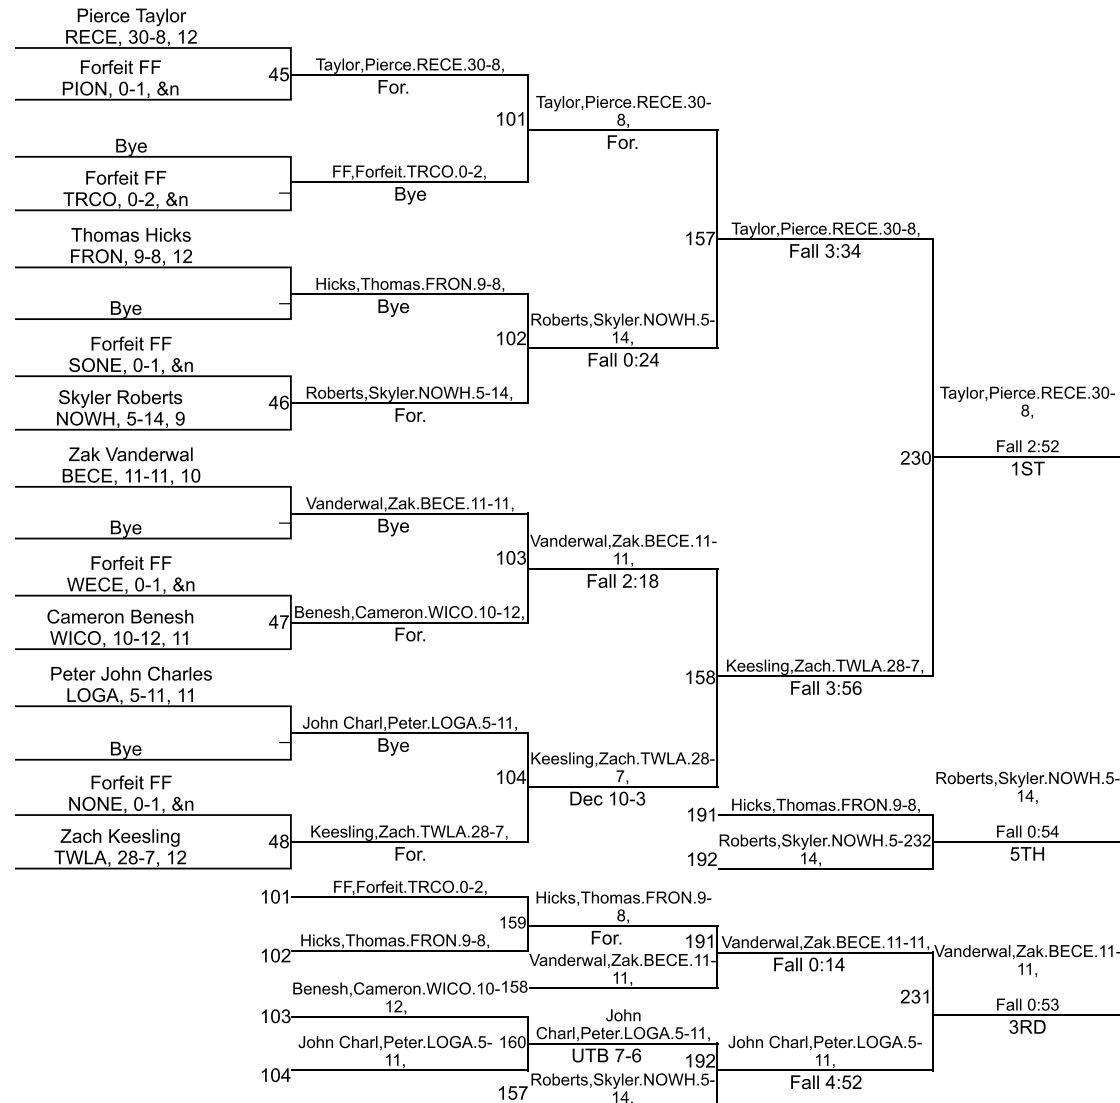 Pierce Taylor
RECE, 30-8, 12
Forfeit FF
PION, 0-1, &n
45
Taylor,Pierce.RECE.30-8,
For.
Bye
Forfeit FF
TRCO, 0-2, &n
FF,Forfeit.TRCO.0-2,
Bye
101
Taylor,Pierce.RECE.30-
8,
For.
Thomas Hicks
FRON, 9-8, 12
Bye
Hicks,Thomas.FRON.9-8,
Bye
Forfeit FF
SONE, 0-1, &n
Skyler Roberts
NOWH, 5-14, 9
46
Roberts,Skyler.NOWH.5-14,
For.
102
Roberts,Skyler.NOWH.5-
14,
Fall 0:24
157
Taylor,Pierce.RECE.30-8,
Fall 3:34
Zak Vanderwal
BECE, 11-11, 10
Bye
Vanderwal,Zak.BECE.11-11,
Bye
Forfeit FF
WECE, 0-1, &n
Cameron Benesh
WICO, 10-12, 11
47
Benesh,Cameron.WICO.10-12,
For.
103
Vanderwal,Zak.BECE.11-
11,
Fall 2:18
Peter John Charles
LOGA, 5-11, 11
Bye
John Charl,Peter.LOGA.5-11,
Bye
Forfeit FF
NONE, 0-1, &n
Zach Keesling
TWLA, 28-7, 12
48
Keesling,Zach.TWLA.28-7,
For.
104
Keesling,Zach.TWLA.28-
7,
Dec 10-3
158
Keesling,Zach.TWLA.28-7,
Fall 3:56
230
Taylor,Pierce.RECE.30-
8,
Fall 2:52
1ST
191
Hicks,Thomas.FRON.9-8,
192
Roberts,Skyler.NOWH.5-232
14,
Roberts,Skyler.NOWH.5-
14,
Fall 0:54
5TH
101
FF,Forfeit.TRCO.0-2,
102
Hicks,Thomas.FRON.9-8,
159
Hicks,Thomas.FRON.9-
8,
For.
158
Vanderwal,Zak.BECE.11-
11,
191
Vanderwal,Zak.BECE.11-11,
Fall 0:14
103
Benesh,Cameron.WICO.10-
12,
104
John Charl,Peter.LOGA.5-
11,
160
John
Charl,Peter.LOGA.5-11,
UTB 7-6
157
Roberts,Skyler.NOWH.5-
14,
192
John Charl,Peter.LOGA.5-
11,
Fall 4:52
231
Vanderwal,Zak.BECE.11-
11,
Fall 0:53
3RD